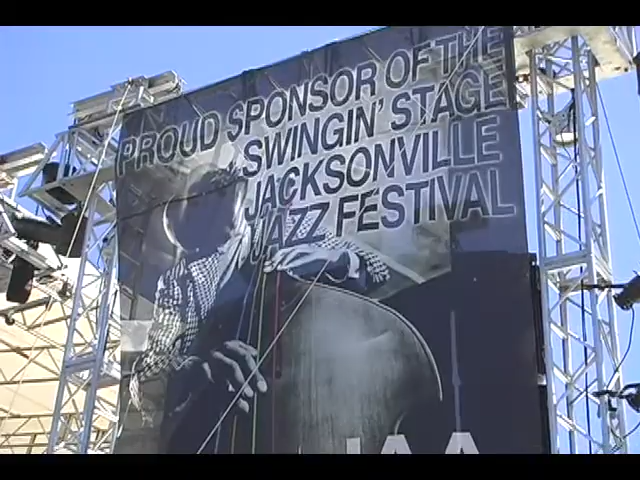 PROUD SPONSOR OF THE
SWINGIN' STAGE
JACKSONVILLE
JAZZ FESTIVAL